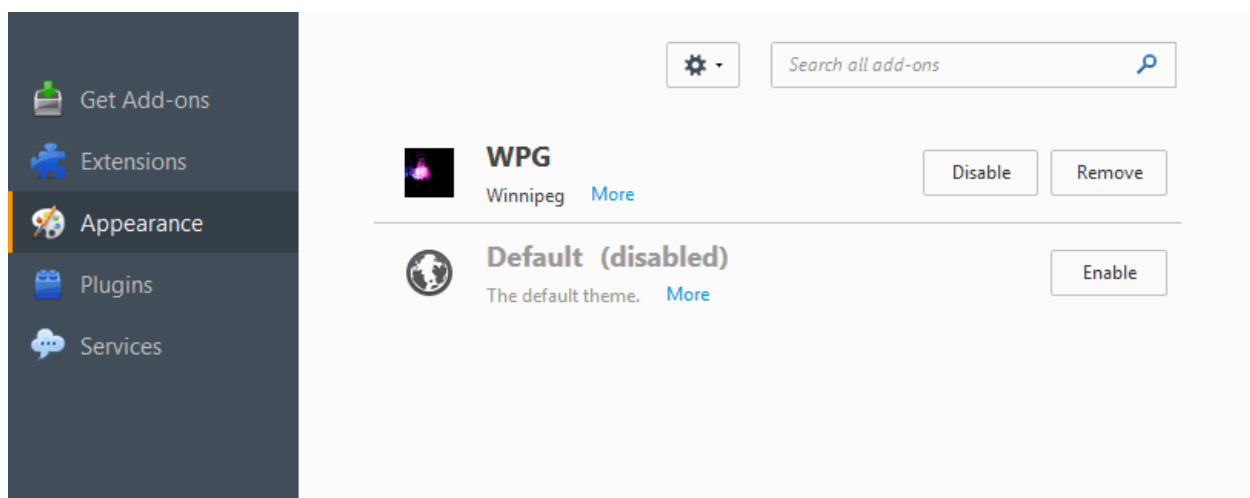 Search all add-ons
Get Add-ons
Extensions
Appearance
Plugins
Services
WPG
Winnipeg More
Disable
Remove
Default (disabled)
The default theme. More
Enable